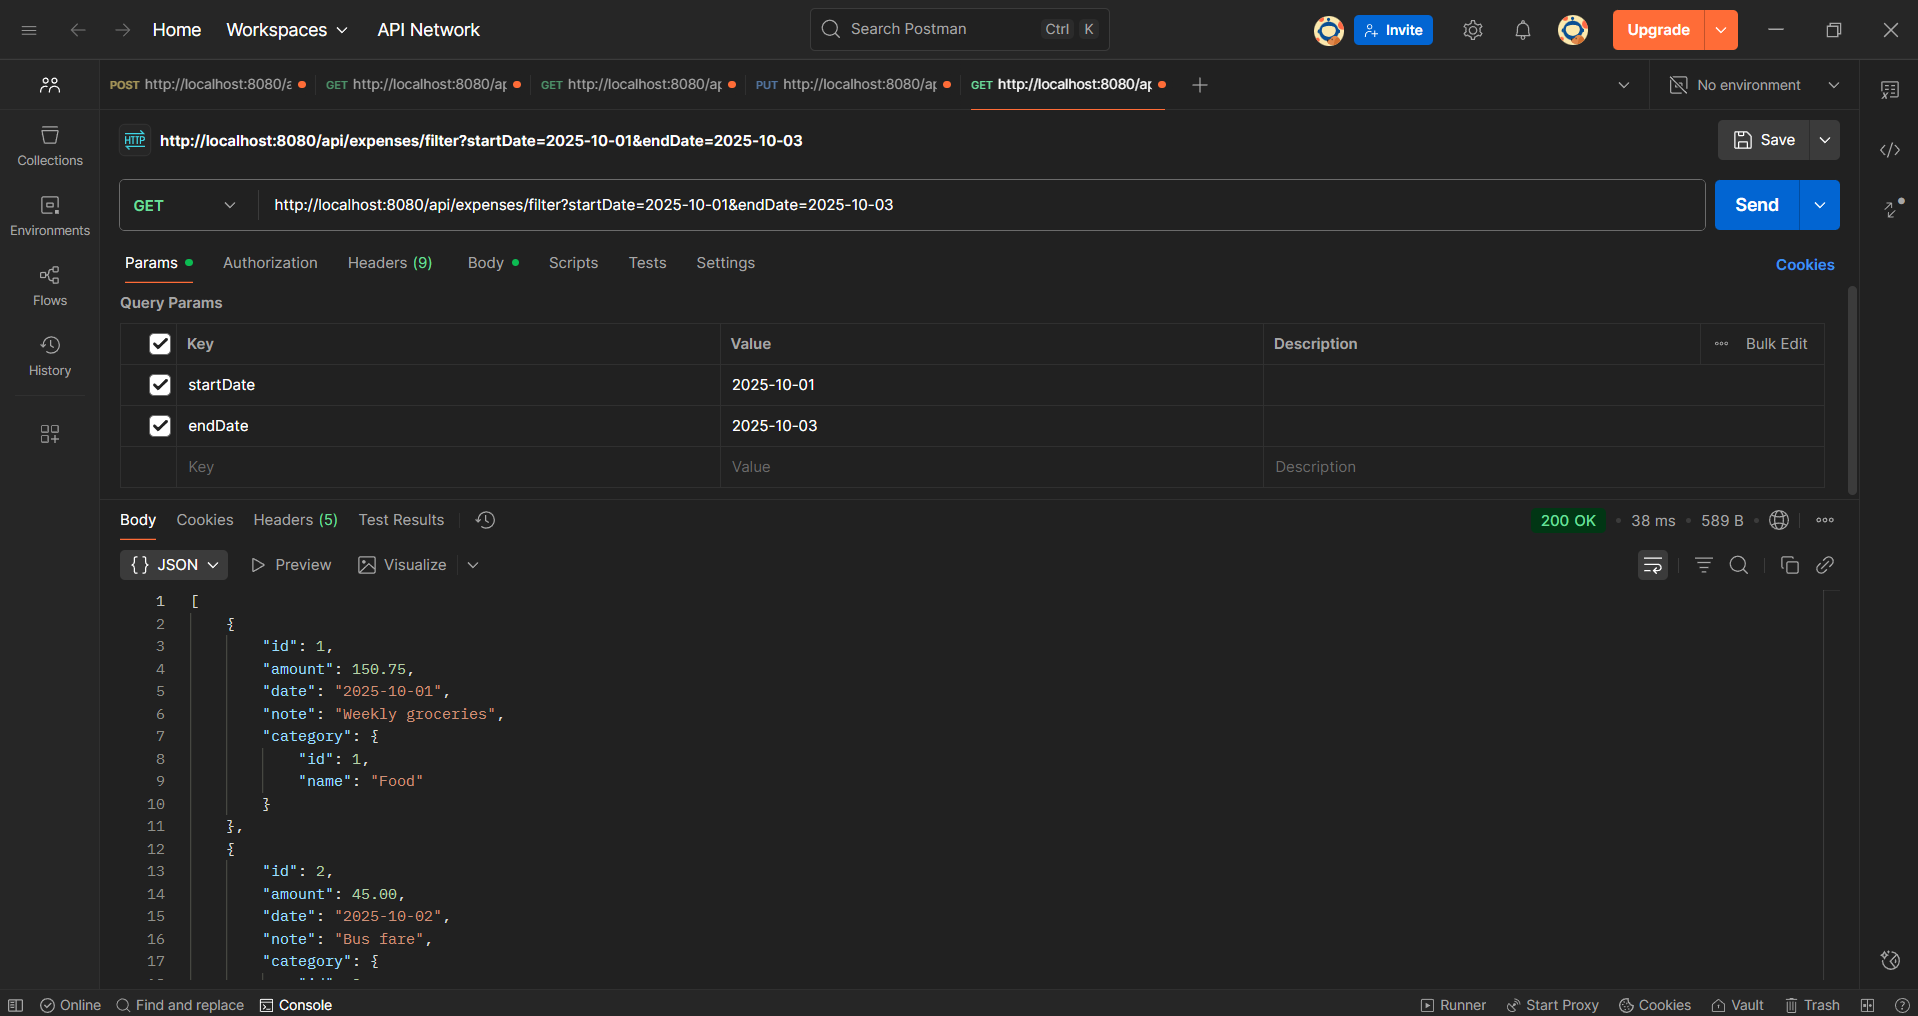 Home Workspaces API Network Search Postman Ctrl K Invite Upgrade
POST http://localhost:8080/a GET http://localhost:8080/ap GET http://localhost:8080/ap PUT http://localhost:8080/ap GET http://localhost:8080/ap No environment
HTTP http://localhost:8080/api/expenses/filter?startDate=2025-10-01&endDate=2025-10-03 Save
Collections
Environments
Flows
History
GET http://localhost:8080/api/expenses/filter?startDate=2025-10-01&endDate=2025-10-03 Send
Params Authorization Headers (9) Body Scripts Tests Settings Cookies
Query Params
Key Value Description Bulk Edit
startDate 2025-10-01
endDate 2025-10-03
Key Value Description
Body Cookies Headers (5) Test Results 200 OK 38 ms 589 B
{} JSON Preview Visualize
1 [
2 {
3 "id": 1,
4 "amount": 150.75,
5 "date": "2025-10-01",
6 "note": "Weekly groceries",
7 "category": {
8 "id": 1,
9 "name": "Food"
10 }
11 },
12 {
13 "id": 2,
14 "amount": 45.00,
15 "date": "2025-10-02",
16 "note": "Bus fare",
17 "category": {
Online Find and replace Console Runner Start Proxy Cookies Vault Trash